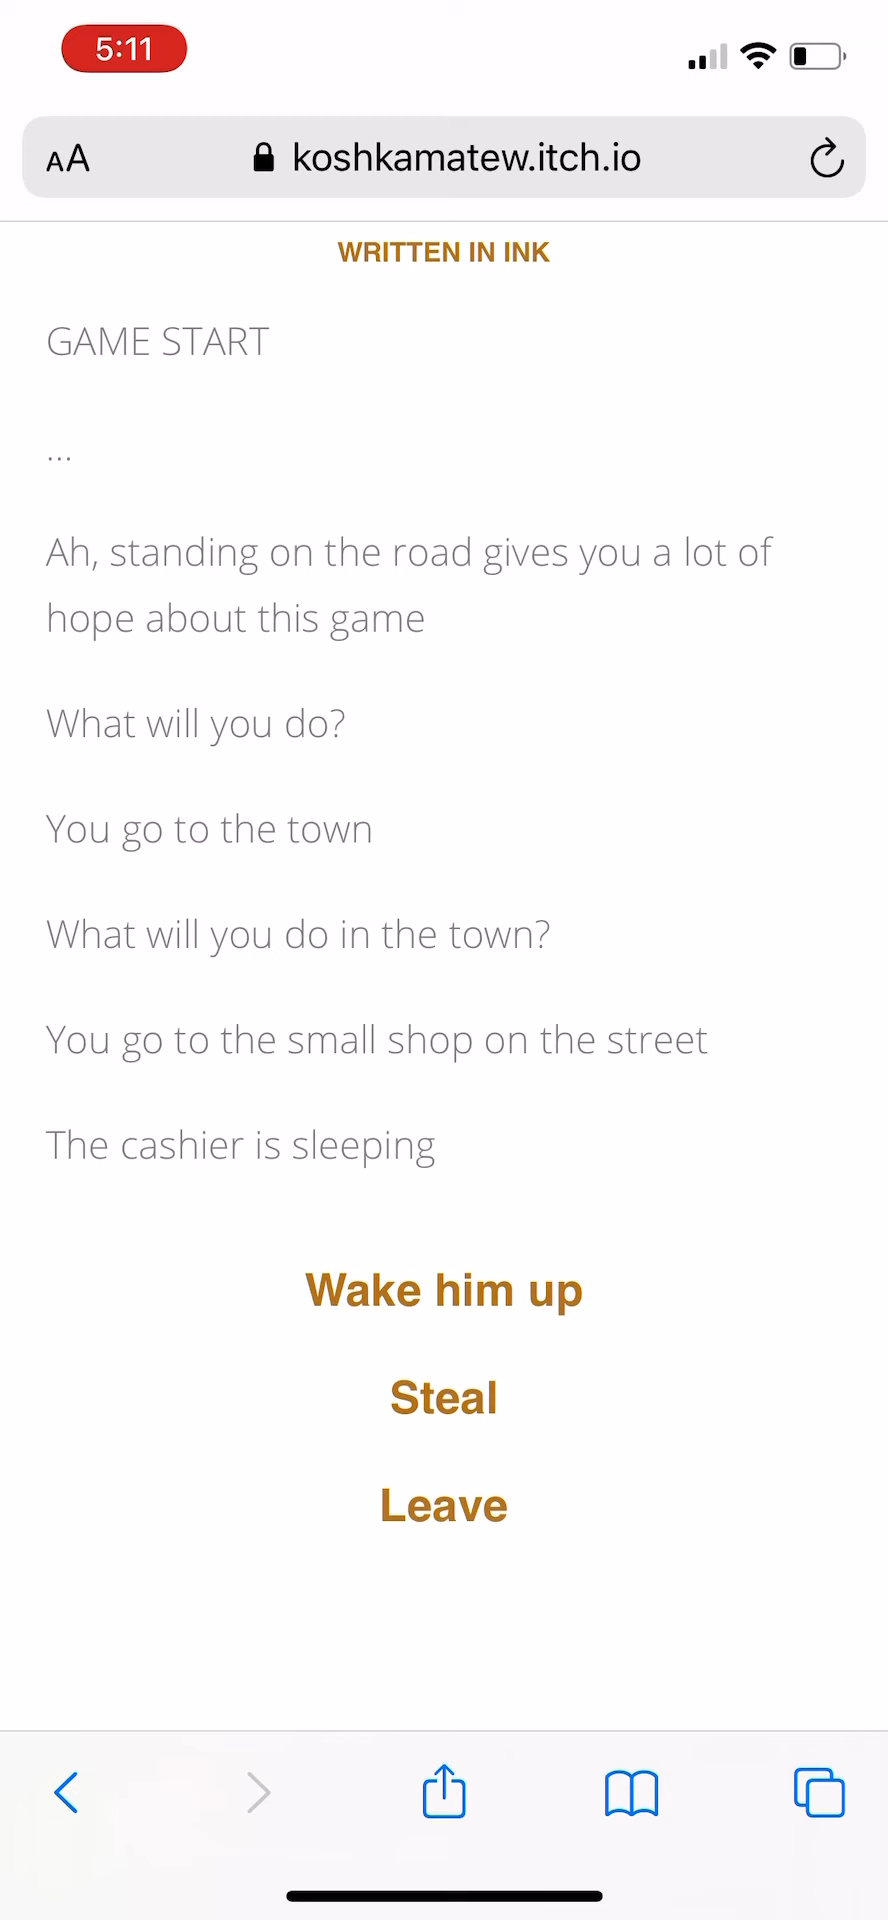 5:11
AA koshkamatew.itch.io
WRITTEN IN INK
GAME START
...
Ah, standing on the road gives you a lot of
hope about this game
What will you do?
You go to the town
What will you do in the town?
You go to the small shop on the street
The cashier is sleeping
Wake him up
Steal
Leave